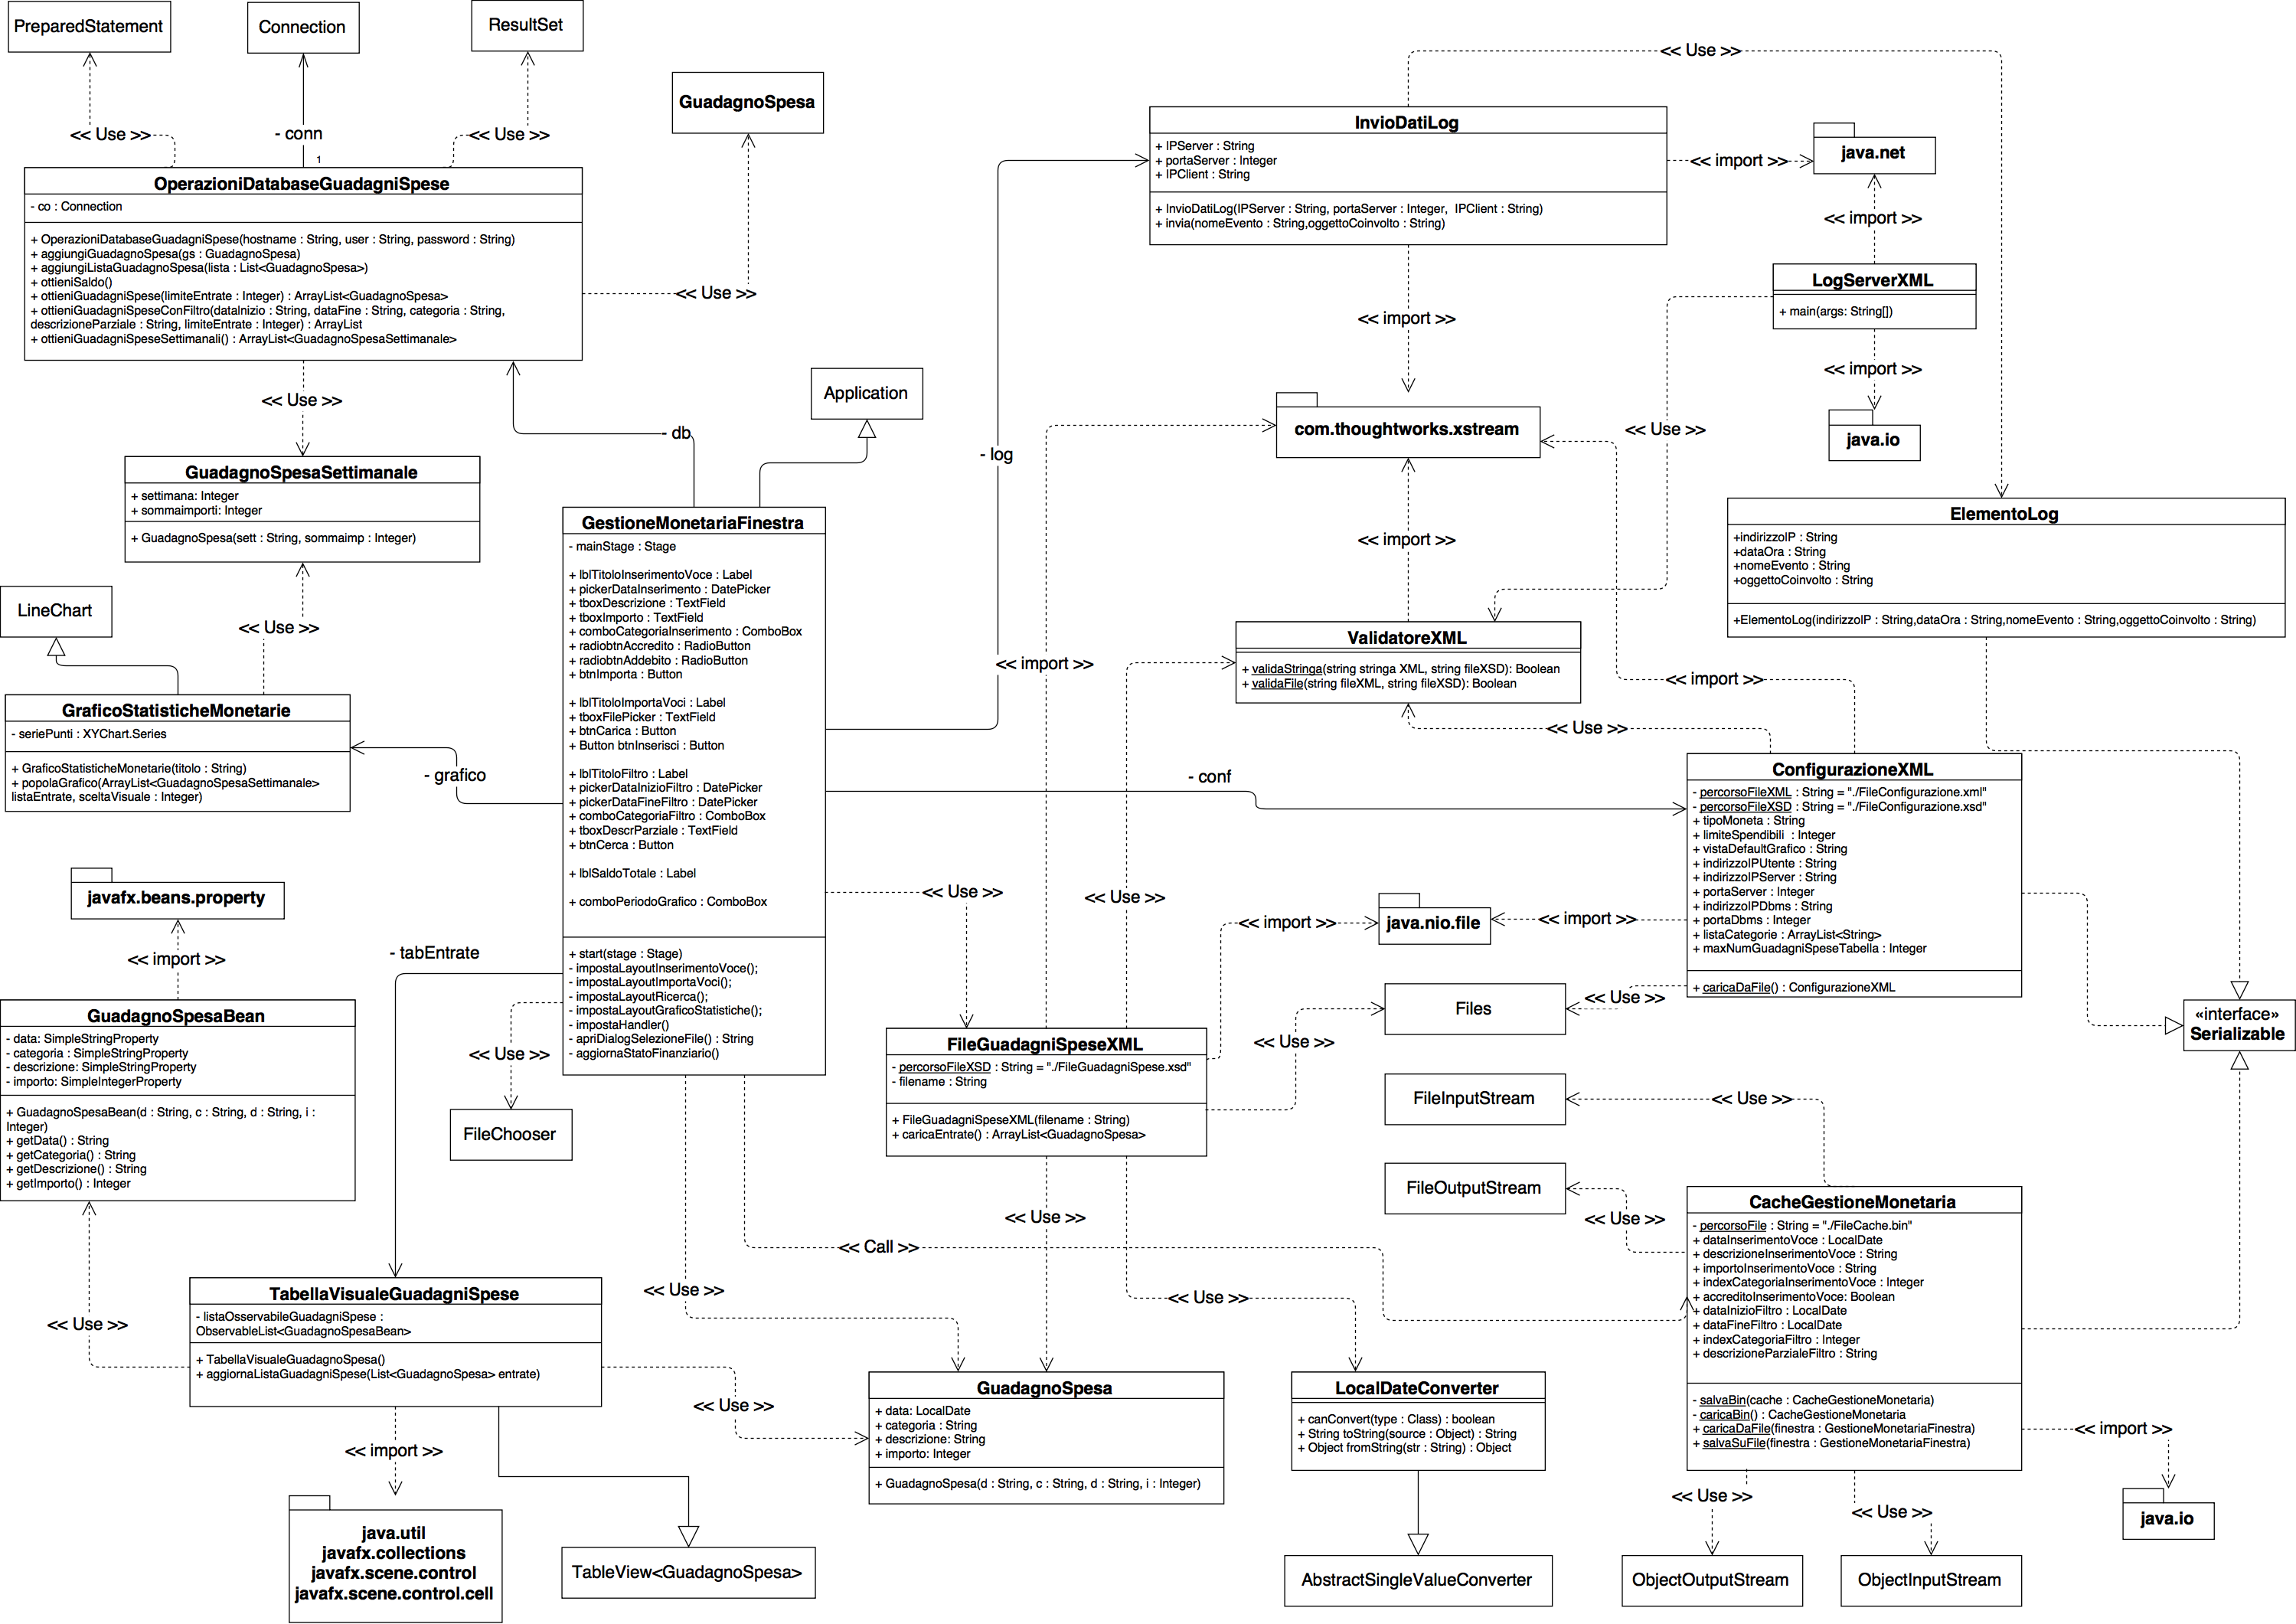 PreparedStatement
Connection
ResultSet
<< Use >>
- conn
1
<< Use >>
GuadagnoSpesa
OperazioniDatabaseGuadagniSpese
- co : Connection
+ OperazioniDatabaseGuadagniSpese(hostname : String, user : String, password : String)
+ aggiungiGuadagnoSpesa(gs : GuadagnoSpesa)
+ aggiungiListaGuadagnoSpesa(lista : List<GuadagnoSpesa>)
+ ottieniSaldo()
+ ottieniGuadagniSpese(limiteEntrate : Integer) : ArrayList<GuadagnoSpesa>
+ ottieniGuadagniSpeseConFiltro(dataInizio : String, dataFine : String, categoria : String,
descrizioneParziale : String, limiteEntrate : Integer) : ArrayList
+ ottieniGuadagniSpeseSettimanali() : ArrayList<GuadagnoSpesaSettimanale>
<< Use >>
<< Use >>
- db
Application
GuadagnoSpesaSettimanale
+ settimana: Integer
+ sommaimporti: Integer
+ GuadagnoSpesa(sett : String, sommaimp : Integer)
LineChart
<< Use >>
GraficoStatisticheMonetarie
- seriePunti : XYChart.Series
+ GraficoStatisticheMonetarie(titolo : String)
+ popolaGrafico(ArrayList<GuadagnoSpesaSettimanale>
listaEntrate, sceltaVisuale : Integer)
- grafico
GestioneMonetariaFinestra
- mainStage : Stage
+ lblTitoloInserimentoVoce : Label
+ pickerDataInserimento : DatePicker
+ tboxDescrizione : TextField
+ tboxImporto : TextField
+ comboCategoriaInserimento : ComboBox
+ radiobtnAccredito : RadioButton
+ radiobtnAddebito : RadioButton
+ btnImporta : Button
+ lblTitoloImportaVoci : Label
+ tboxFilePicker : TextField
+ btnCarica : Button
+ Button btnInserisci : Button
+ lblTitoloFiltro : Label
+ pickerDataInizioFiltro : DatePicker
+ pickerDataFineFiltro : DatePicker
+ comboCategoriaFiltro : ComboBox
+ tboxDescrParziale : TextField
+ btnCerca : Button
+ lblSaldoTotale : Label
+ comboPeriodoGrafico : ComboBox
+ start(stage : Stage)
- impostaLayoutInserimentoVoce();
- impostaLayoutImportaVoci();
- impostaLayoutRicerca();
- impostaLayoutGraficoStatistiche();
- impostaHandler()
- apriDialogSelezioneFile() : String
- aggiornaStatoFinanziario()
javafx.beans.property
<< import >>
- tabEntrate
GuadagnoSpesaBean
- data: SimpleStringProperty
- categoria : SimpleStringProperty
- descrizione: SimpleStringProperty
- importo: SimpleIntegerProperty
+ GuadagnoSpesaBean(d : String, c : String, d : String, i :
Integer)
+ getData() : String
+ getCategoria() : String
+ getDescrizione() : String
+ getImporto() : Integer
<< Use >>
FileChooser
<< Use >>
TabellaVisualeGuadagniSpese
- listaOsservabileGuadagniSpese :
ObservableList<GuadagnoSpesaBean>
+ TabellaVisualeGuadagnoSpesa()
+ aggiornaListaGuadagniSpese(List<GuadagnoSpesa> entrate)
<< import >>
java.util
javafx.collections
javafx.scene.control
javafx.scene.control.cell
TableView<GuadagnoSpesa>
<< Use >>
<< Use >>
<< Call >>
<< Use >>
InvioDatiLog
+ IPServer : String
+ portaServer : Integer
+ IPClient : String
+ InvioDatiLog(IPServer : String, portaServer : Integer,  IPClient : String)
+ invia(nomeEvento : String,oggettoCoinvolto : String)
<< import >>
java.net
<< import >>
LogServerXML
+ main(args: String[])
<< import >>
java.io
<< import >>
com.thoughtworks.xstream
<< Use >>
- log
<< import >>
<< import >>
ElementoLog
+indirizzoIP : String
+dataOra : String
+nomeEvento : String
+oggettoCoinvolto : String
+ElementoLog(indirizzoIP : String,dataOra : String,nomeEvento : String,oggettoCoinvolto : String)
ValidatoreXML
+ validaStringa(string stringa XML, string fileXSD): Boolean
+ validaFile(string fileXML, string fileXSD): Boolean
<< import >>
<< Use >>
- conf
ConfigurazioneXML
- percorsoFileXML : String = "./FileConfigurazione.xml"
- percorsoFileXSD : String = "./FileConfigurazione.xsd"
+ tipoMoneta : String
+ limiteSpendibili  : Integer
+ vistaDefaultGrafico : String
+ indirizzoIPUtente : String
+ indirizzoIPServer : String
+ portaServer : Integer
+ indirizzoIPDbms : String
+ portaDbms : Integer
+ listaCategorie : ArrayList<String>
+ maxNumGuadagniSpeseTabella : Integer
+ caricaDaFile() : ConfigurazioneXML
<< Use >>
<< Use >>
<< import >>
java.nio.file
<< import >>
Files
<< Use >>
<< Use >>
«interface»
Serializable
FileGuadagniSpeseXML
- percorsoFileXSD : String = "./FileGuadagniSpese.xsd"
- filename : String
+ FileGuadagniSpeseXML(filename : String)
+ caricaEntrate() : ArrayList<GuadagnoSpesa>
FileInputStream
<< Use >>
FileOutputStream
<< Use >>
<< Use >>
<< Use >>
CacheGestioneMonetaria
- percorsoFile : String = "./FileCache.bin"
+ dataInserimentoVoce : LocalDate
+ descrizioneInserimentoVoce : String
+ importoInserimentoVoce : String
+ indexCategoriaInserimentoVoce : Integer
+ accreditoInserimentoVoce: Boolean
+ dataInizioFiltro : LocalDate
+ dataFineFiltro : LocalDate
+ indexCategoriaFiltro : Integer
+ descrizioneParzialeFiltro : String
- salvaBin(cache : CacheGestioneMonetaria)
- caricaBin() : CacheGestioneMonetaria
+ caricaDaFile(finestra : GestioneMonetariaFinestra)
+ salvaSuFile(finestra : GestioneMonetariaFinestra)
GuadagnoSpesa
+ data: LocalDate
+ categoria : String
+ descrizione: String
+ importo: Integer
+ GuadagnoSpesa(d : String, c : String, d : String, i : Integer)
LocalDateConverter
+ canConvert(type : Class) : boolean
+ String toString(source : Object) : String
+ Object fromString(str : String) : Object
AbstractSingleValueConverter
<< import >>
java.io
<< Use >>
<< Use >>
ObjectOutputStream
ObjectInputStream